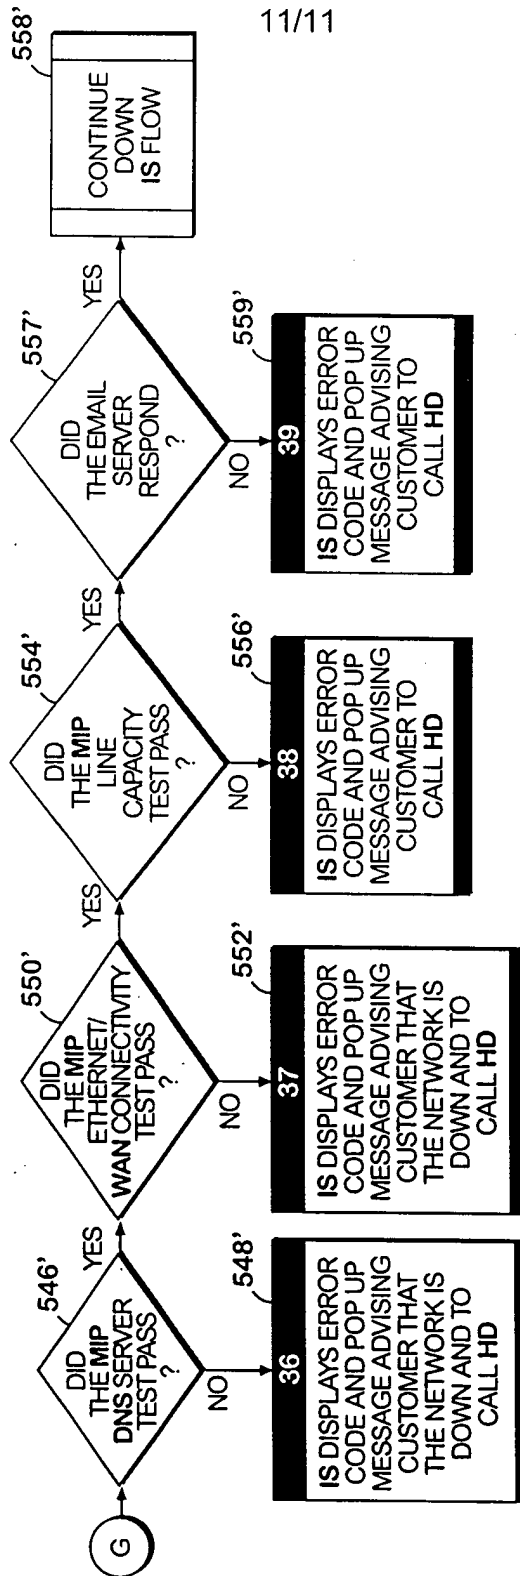 11/11
G
546'
DID
THE MIP
DNS SERVER
TEST PASS
?
YES
NO
548'
36
IS DISPLAYS ERROR
CODE AND POP UP
MESSAGE ADVISING
CUSTOMER THAT
THE NETWORK IS
DOWN AND TO
CALL HD
550'
DID
THE MIP
ETHERNET/
WAN CONNECTIVITY
TEST PASS
?
YES
NO
552'
37
IS DISPLAYS ERROR
CODE AND POP UP
MESSAGE ADVISING
CUSTOMER THAT
THE NETWORK IS
DOWN AND TO
CALL HD
554'
DID
THE MIP
LINE
CAPACITY
TEST PASS
?
YES
NO
556'
38
IS DISPLAYS ERROR
CODE AND POP UP
MESSAGE ADVISING
CUSTOMER TO
CALL HD
557'
DID
THE EMAIL
SERVER
RESPOND
?
YES
NO
559'
39
IS DISPLAYS ERROR
CODE AND POP UP
MESSAGE ADVISING
CUSTOMER TO
CALL HD
558'
CONTINUE
DOWN
IS FLOW